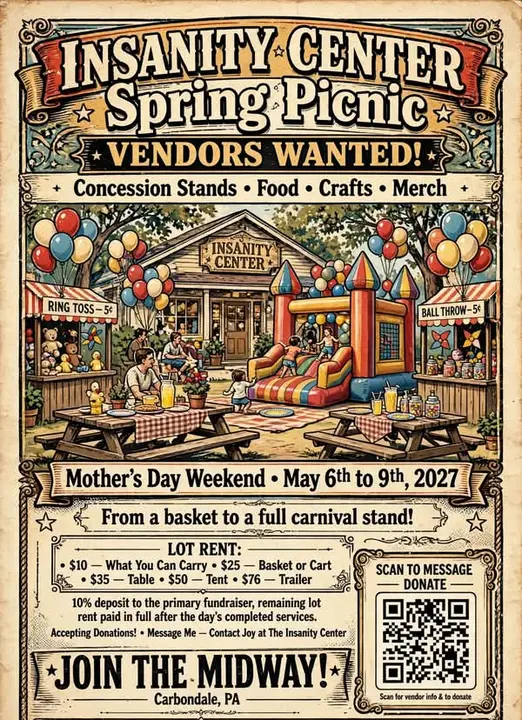 INSANITY CENTER
Spring Picnic
VENDORS WANTED!
Concession Stands • Food • Crafts • Merch
INSANITY
CENTER
RING TOSS—5¢
BALL THROW—5¢
Mother's Day Weekend • May 6th to 9th, 2027
From a basket to a full carnival stand!
LOT RENT:
• $10 — What You Can Carry • $25 — Basket or Cart
• $35 — Table • $50 — Tent • $76 — Trailer
10% deposit to the primary fundraiser, remaining lot
rent paid in full after the day's completed services.
Accepting Donations! • Message Me — Contact Joy at The Insanity Center
SCAN TO MESSAGE
DONATE
Scan for vendor info & to donate
JOIN THE MIDWAY!
Carbondale, PA